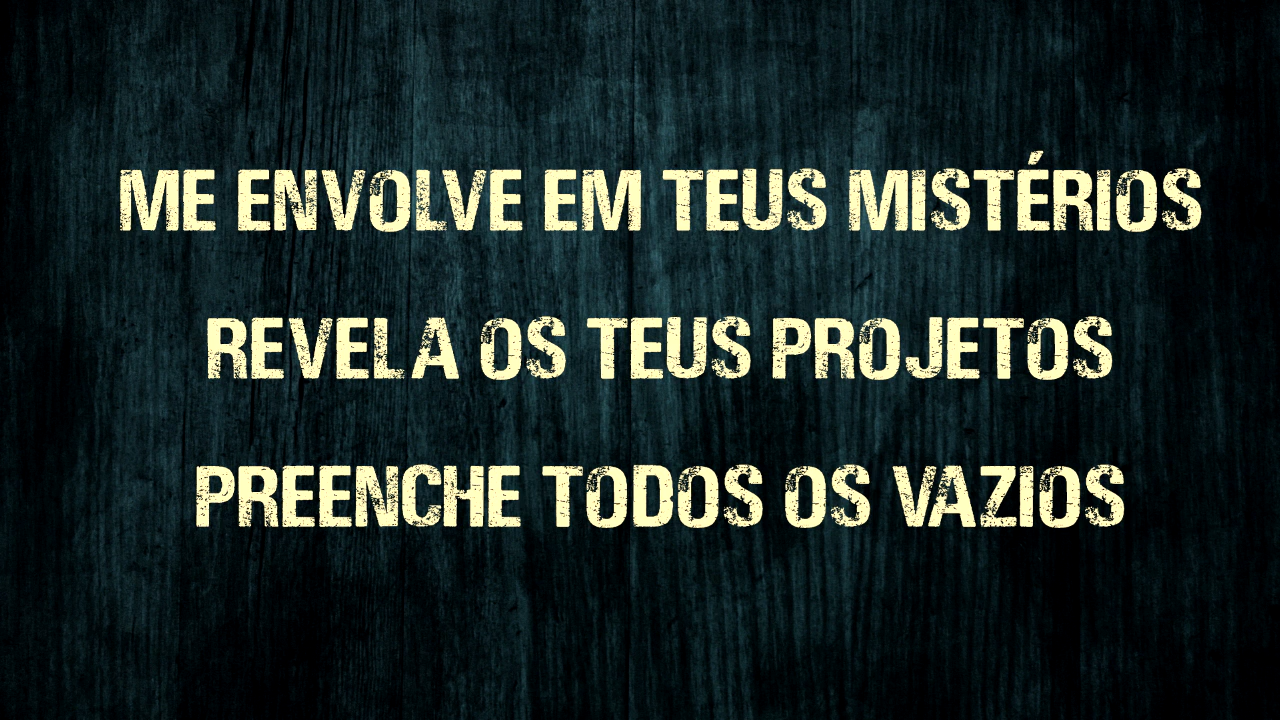 ME ENVOLVE EM TEUS MISTÉRIOS
REVELA OS TEUS PROJETOS
PREENCHE TODOS OS VAZIOS